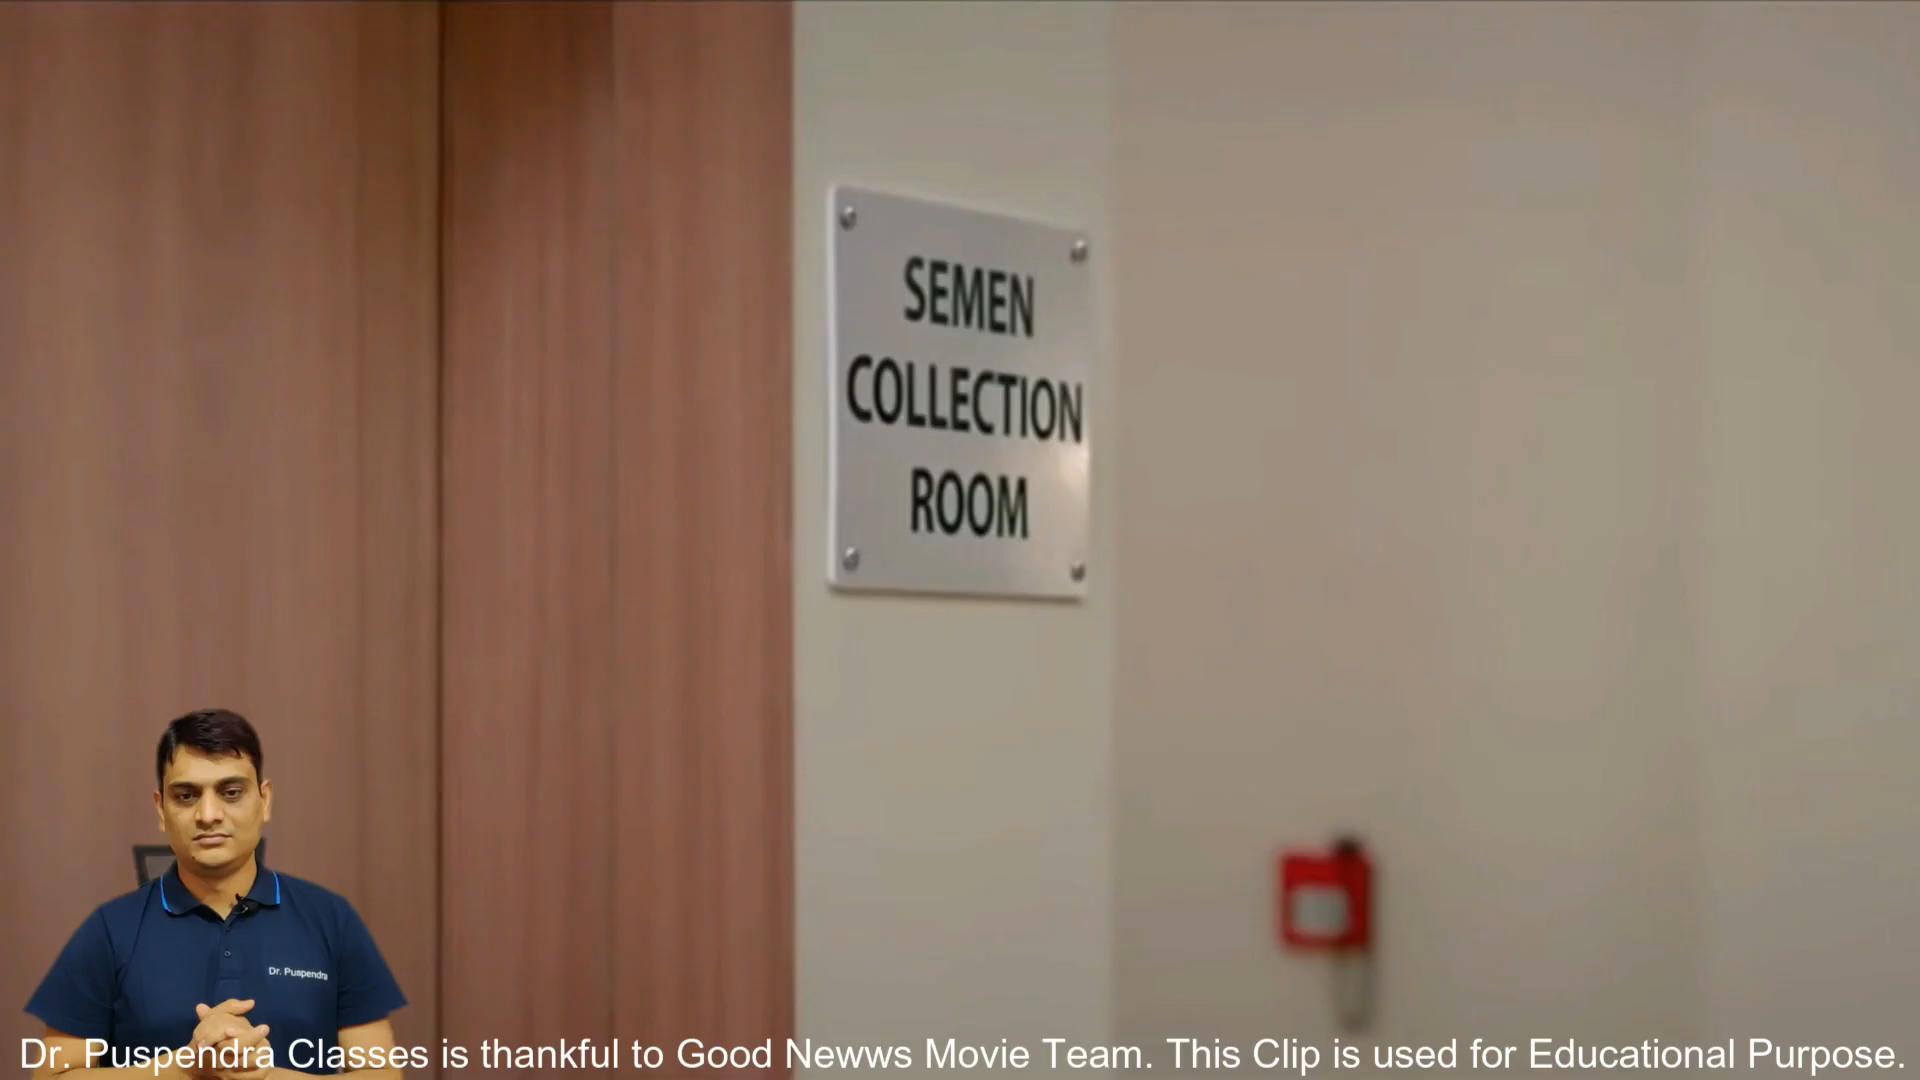 SEMEN
COLLECTION
ROOM
Dr. Puspendra
Dr. Puspendra Classes is thankful to Good Newws Movie Team. This Clip is used for Educational Purpose.